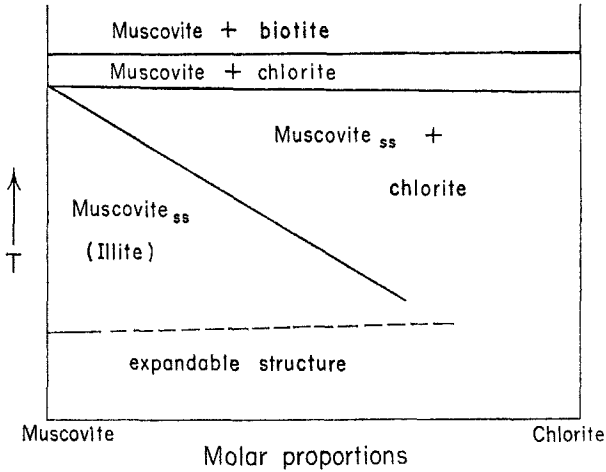 Muscovite + biotite
Muscovite + chlorite
Muscovite ss +
chlorite
Muscovite ss
(Illite)
T
expandable structure
Muscovite
Chlorite
Molar proportions